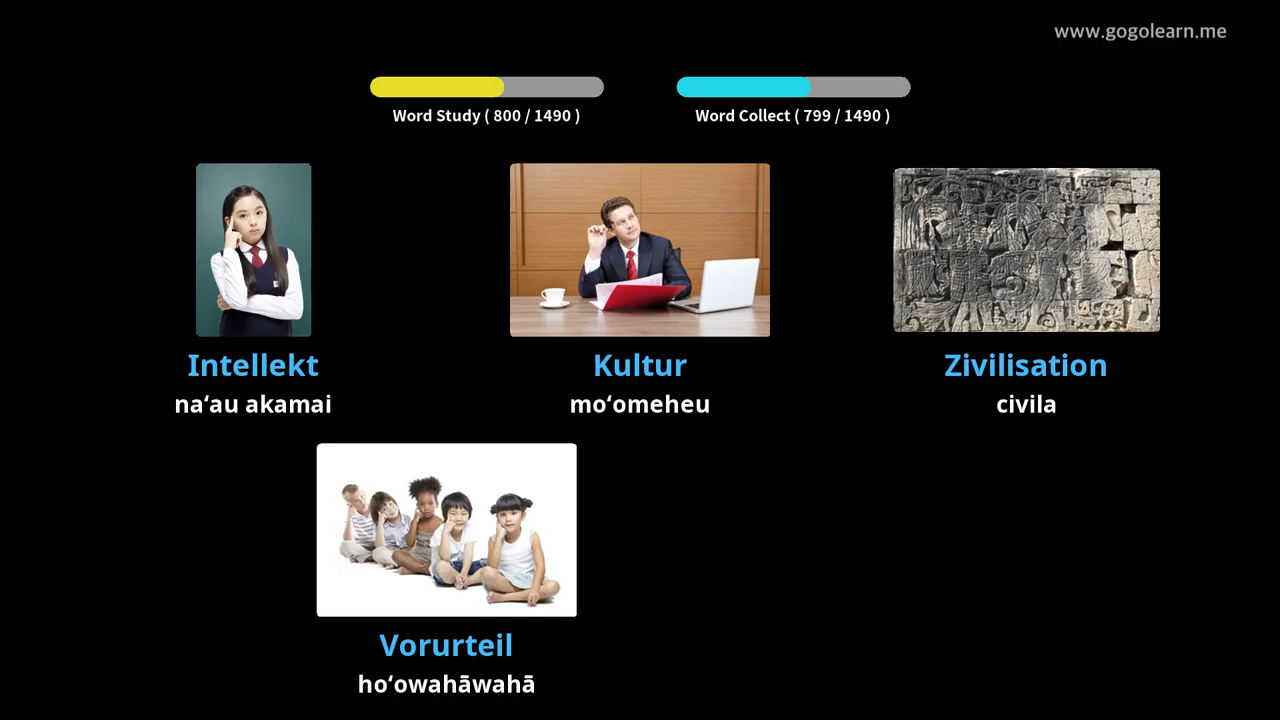 www.gogolearn.me
Word Study ( 800 / 1490 )
Word Collect ( 799 / 1490 )
Intellekt
naʻau akamai
Kultur
moʻomeheu
Zivilisation
civila
Vorurteil
hoʻowahāwahā